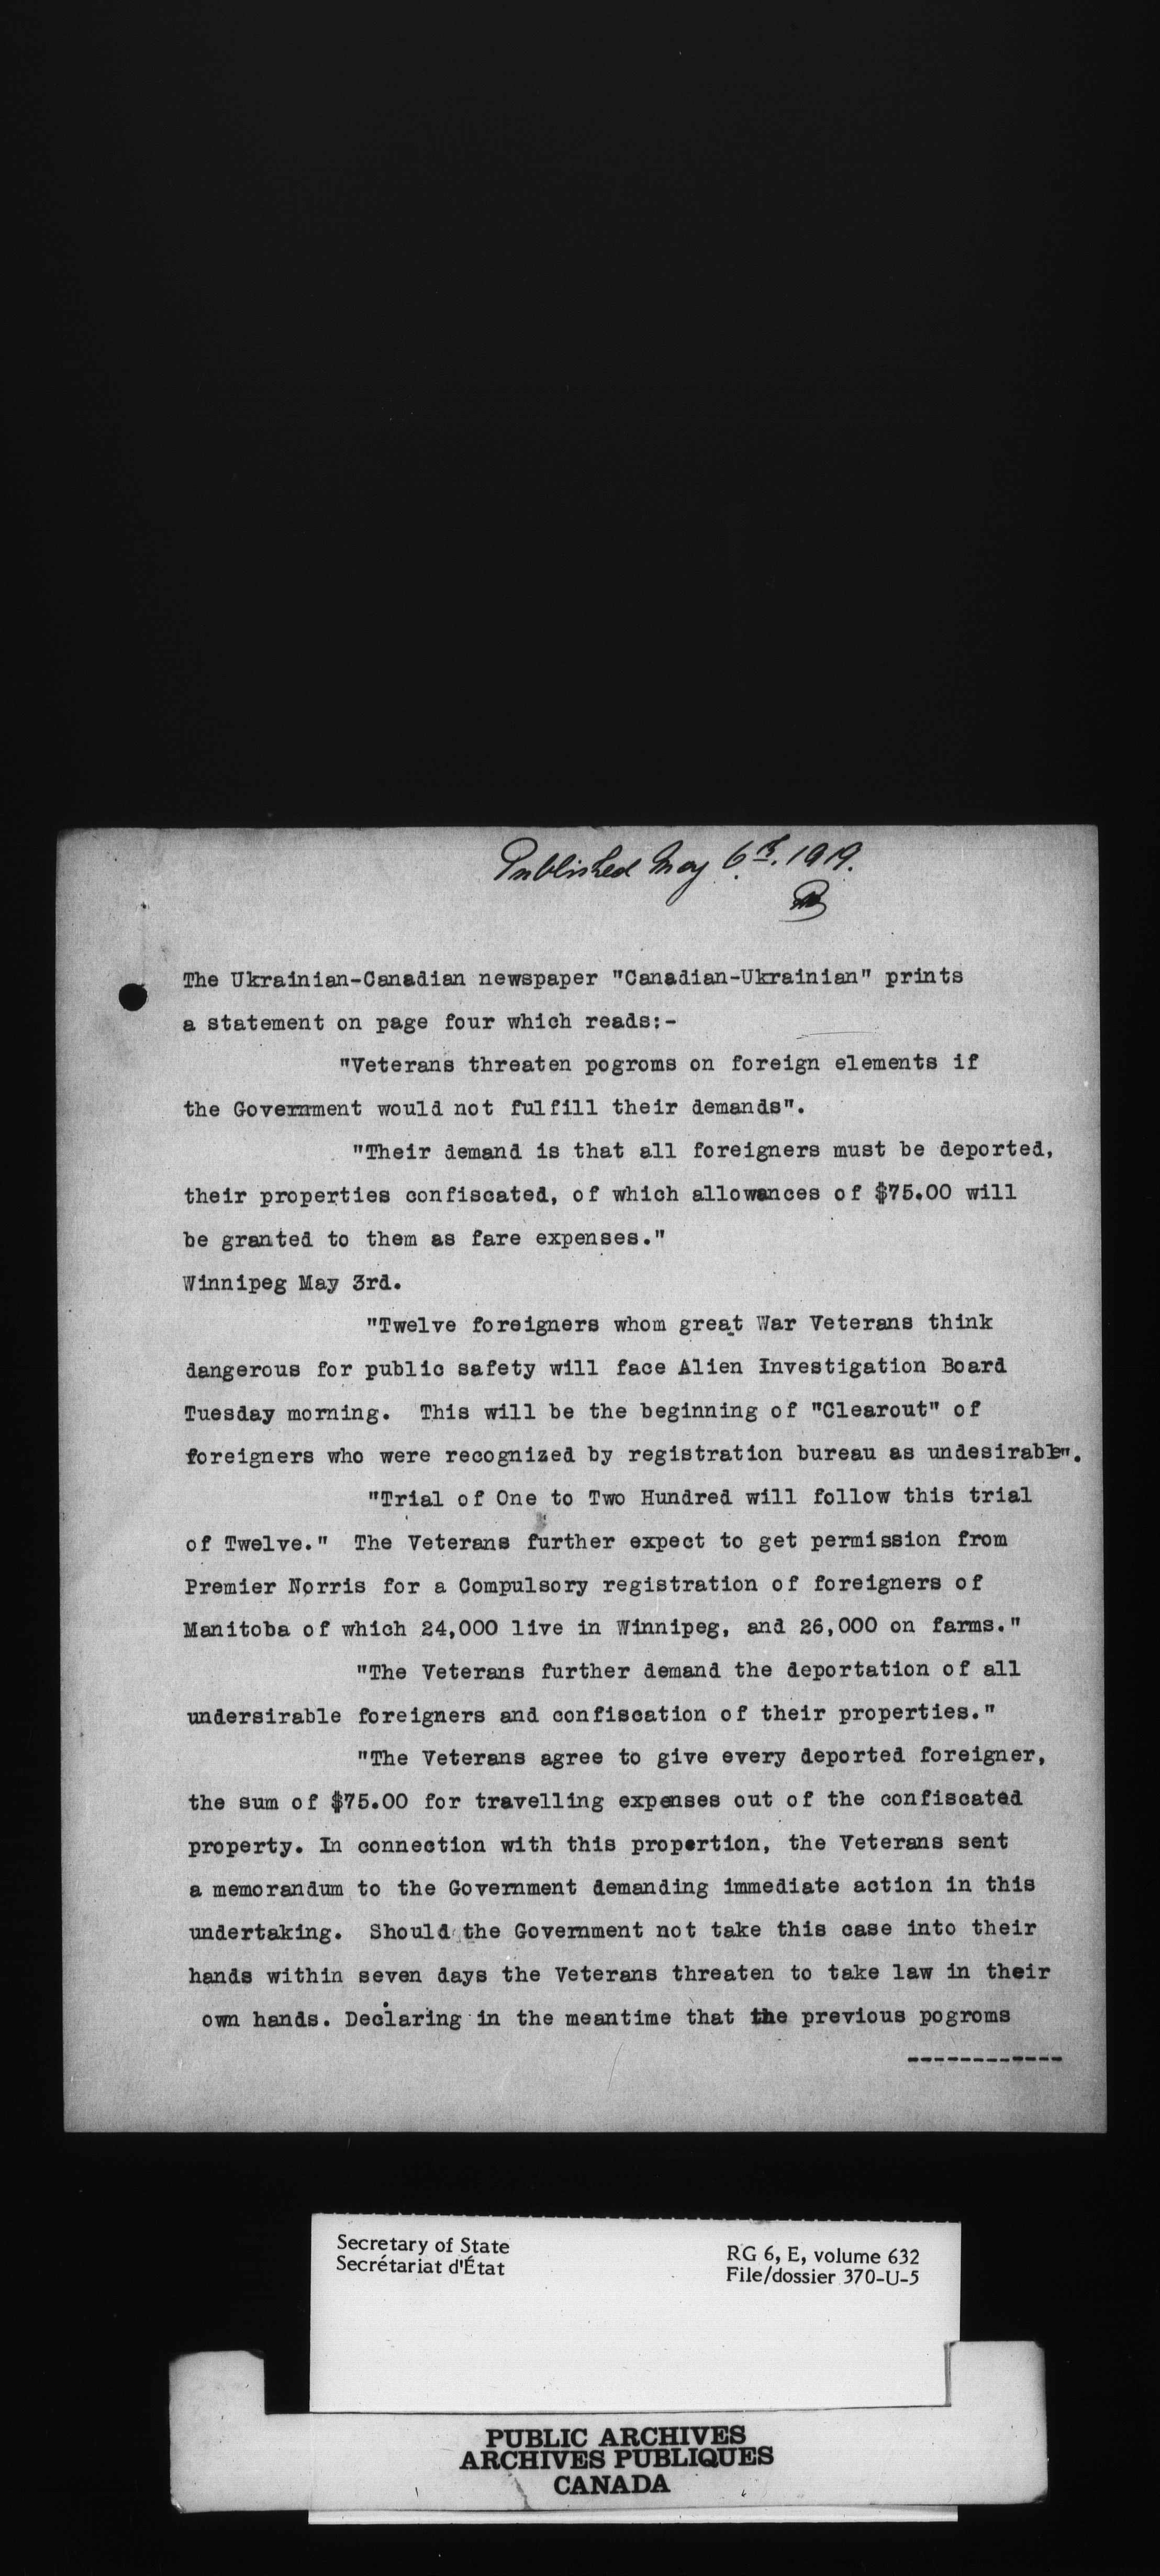 Published May 6th. 1919.
The Ukrainian-Canadian newspaper "Canadian-Ukrainian" prints
a statement on page four which reads:-
"Veterans threaten pogroms on foreign elements if
the Government would not fulfill their demands".
"Their demand is that all foreigners must be deported,
their properties confiscated, of which allowances of $75.00 will
be granted to them as fare expenses."
Winnipeg May 3rd.
"Twelve foreigners whom great War Veterans think
dangerous for public safety will face Alien Investigation Board
Tuesday morning. This will be the beginning of "Clearout" of
foreigners who were recognized by registration bureau as undesirable".
"Trial of One to Two Hundred will follow this trial
of Twelve." The Veterans further expect to get permission from
Premier Norris for a Compulsory registration of foreigners of
Manitoba of which 24,000 live in Winnipeg, and 26,000 on farms."
"The Veterans further demand the deportation of all
undersirable foreigners and confiscation of their properties."
"The Veterans agree to give every deported foreigner,
the sum of $75.00 for travelling expenses out of the confiscated
property. In connection with this proportion, the Veterans sent
a memorandum to the Government demanding immediate action in this
undertaking. Should the Government not take this case into their
hands within seven days the Veterans threaten to take law in their
own hands. Declaring in the meantime that the previous pogroms
------------
Secretary of State
Secrétariat d'État
RG 6, E, volume 632
File/dossier 370-U-5
PUBLIC ARCHIVES
ARCHIVES PUBLIQUES
CANADA